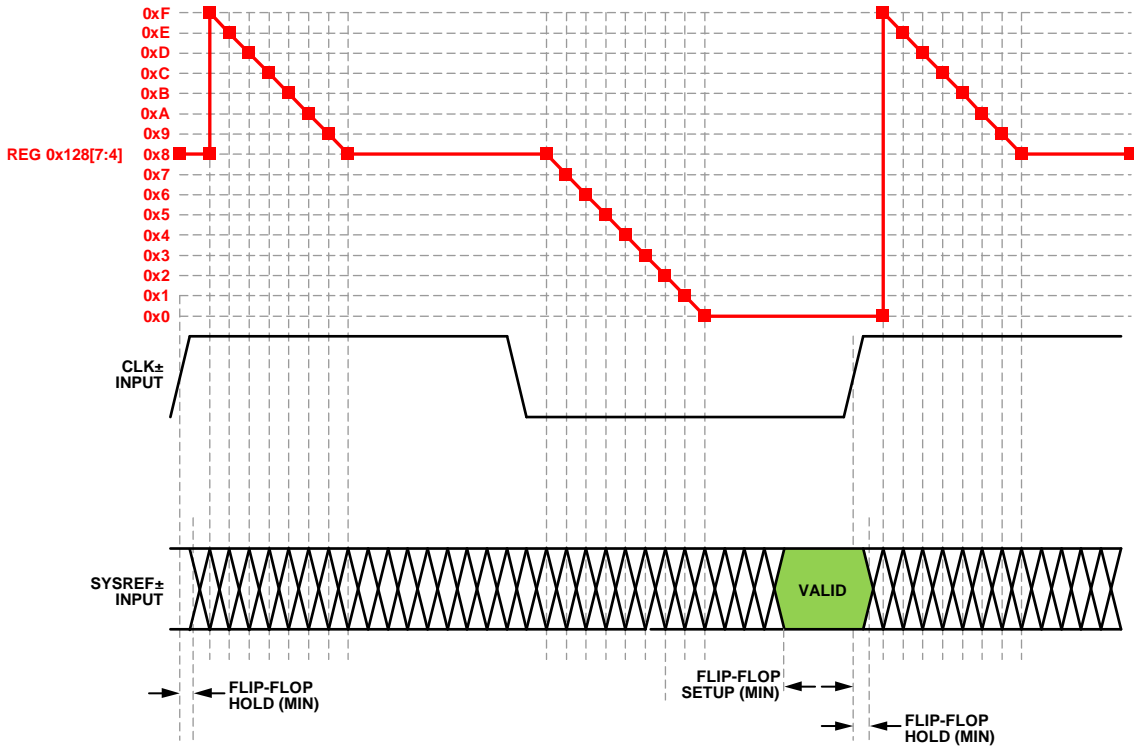 0xF
0xE
0xD
0xC
0xB
0xA
0x9
REG 0x128[7:4] 0x8
0x7
0x6
0x5
0x4
0x3
0x2
0x1
0x0
CLK±
INPUT
SYSREF±
INPUT
VALID
FLIP-FLOP
HOLD (MIN)
FLIP-FLOP
SETUP (MIN)
FLIP-FLOP
HOLD (MIN)